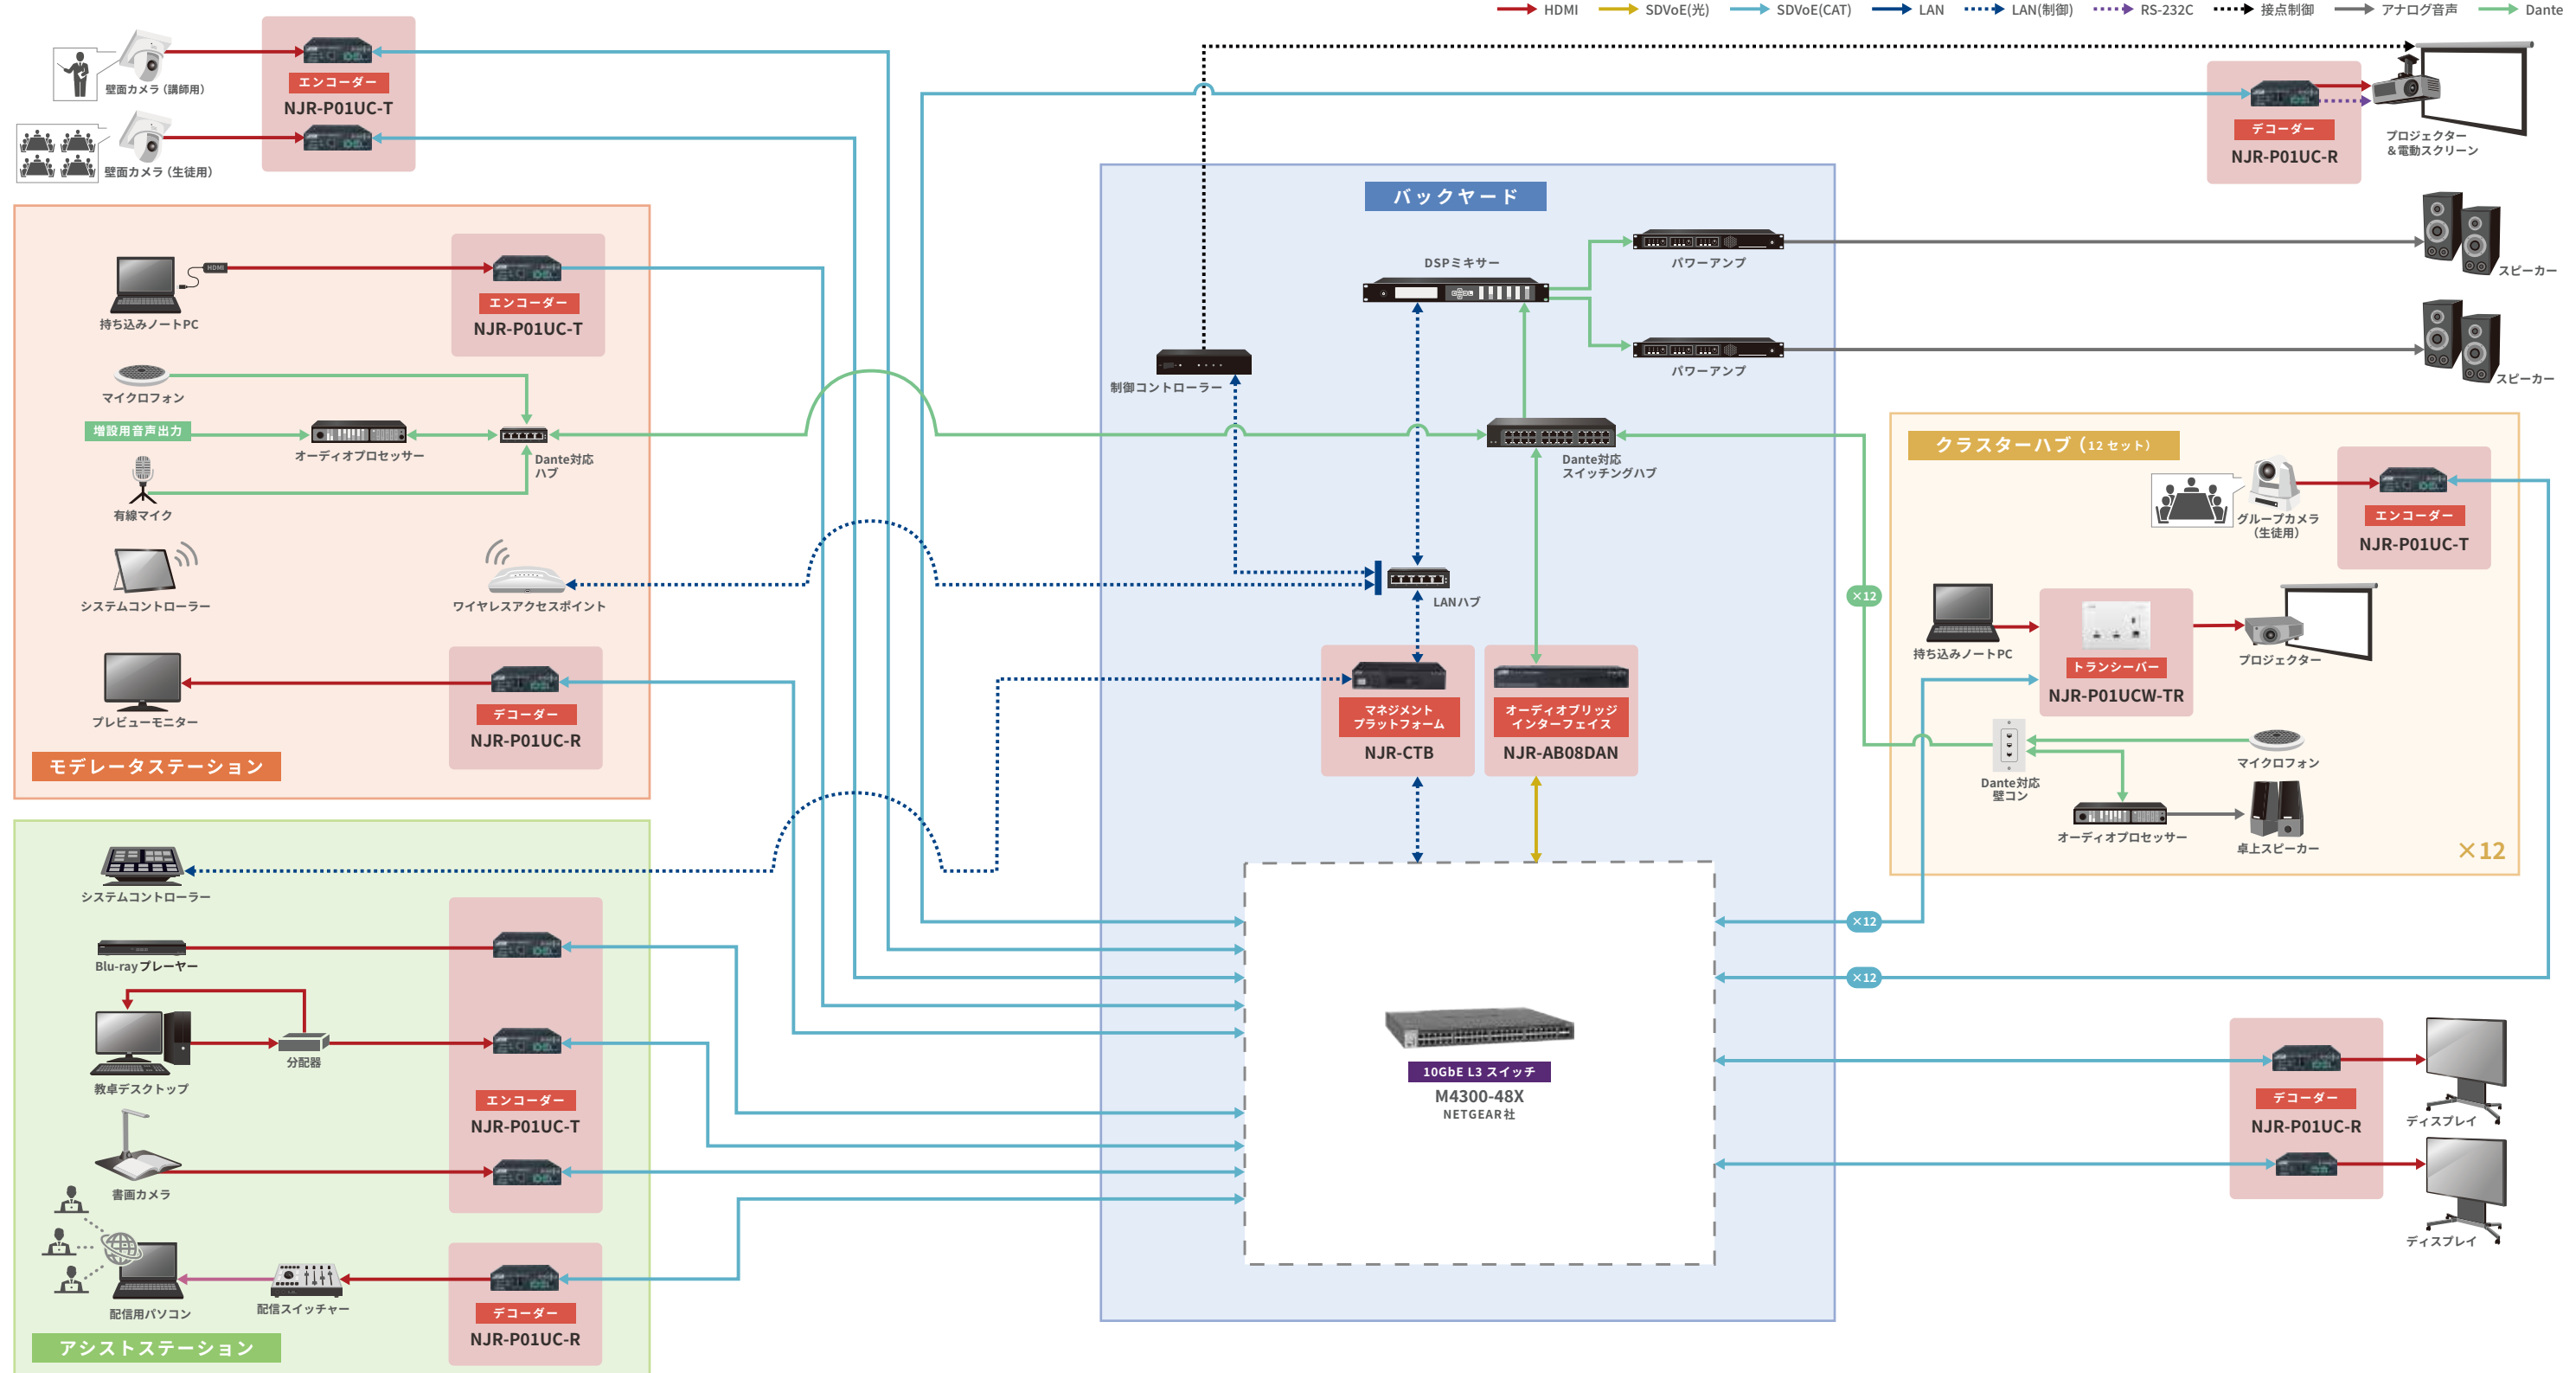 HDMI
SDVoE(光)
SDVoE(CAT)
LAN
LAN(制御)
RS-232C
接点制御
アナログ音声
Dante
壁面カメラ(講師用)
エンコーダー
NJR-P01UC-T
壁面カメラ(生徒用)
デコーダー
NJR-P01UC-R
プロジェクター
&電動スクリーン
HDMI
持ち込みノートPC
エンコーダー
NJR-P01UC-T
マイクロフォン
増設用音声出力
オーディオプロセッサー
Dante対応
ハブ
有線マイク
システムコントローラー
ワイヤレスアクセスポイント
プレビューモニター
デコーダー
NJR-P01UC-R
モデレータステーション
システムコントローラー
Blu-rayプレーヤー
教卓デスクトップ
分配器
エンコーダー
NJR-P01UC-T
書画カメラ
配信用パソコン
配信スイッチャー
デコーダー
NJR-P01UC-R
アシストステーション
バックヤード
DSPミキサー
パワーアンプ
パワーアンプ
制御コントローラー
Dante対応
スイッチングハブ
LANハブ
マネジメント
プラットフォーム
NJR-CTB
オーディオブリッジ
インターフェイス
NJR-AB08DAN
10GbE L3 スイッチ
M4300-48X
NETGEAR社
スピーカー
スピーカー
クラスターハブ(12セット)
グループカメラ
(生徒用)
エンコーダー
NJR-P01UC-T
×12
持ち込みノートPC
トランシーバー
NJR-P01UCW-TR
プロジェクター
Dante対応
壁コン
マイクロフォン
オーディオプロセッサー
卓上スピーカー
×12
×12
×12
デコーダー
NJR-P01UC-R
ディスプレイ
ディスプレイ